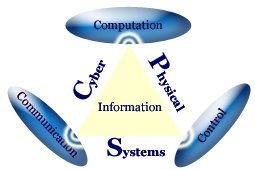 Computation
Cyber
Physical
Communication
Information
Control
Systems